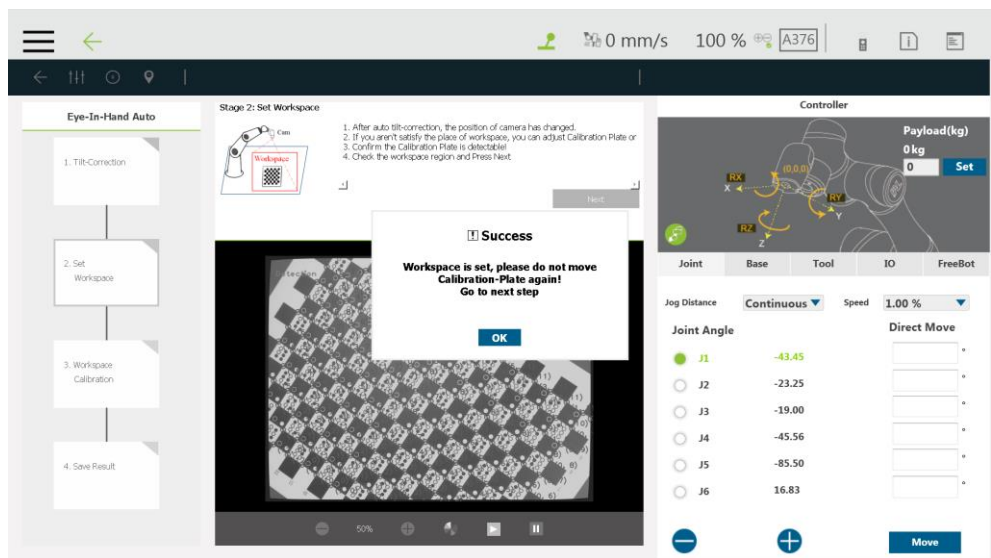 0 mm/s
100 %
A376
Eye-In-Hand Auto
1. Tilt-Correction
2. Set
Workspace
3. Workspace
Calibration
4. Save Result
Stage 2: Set Workspace
Cam
Workspace
1. After auto tilt-correction, the position of camera has changed.
2. If you aren't satisfy the place of workspace, you can adjust Calibration Plate or
3. Confirm the Calibration Plate is detectable!
4. Check the workspace region and Press Next
Next
Success
Workspace is set, please do not move
Calibration-Plate again!
Go to next step
OK
50%
Controller
Payload(kg)
0 kg
0
Set
(0,0,0)
RX
X
RY
Y
RZ
Z
Joint
Base
Tool
IO
FreeBot
Jog Distance
Continuous
Speed
1.00 %
Joint Angle
Direct Move
J1 -43.45 °
J2 -23.25 °
J3 -19.00 °
J4 -45.56 °
J5 -85.50 °
J6 16.83 °
Move